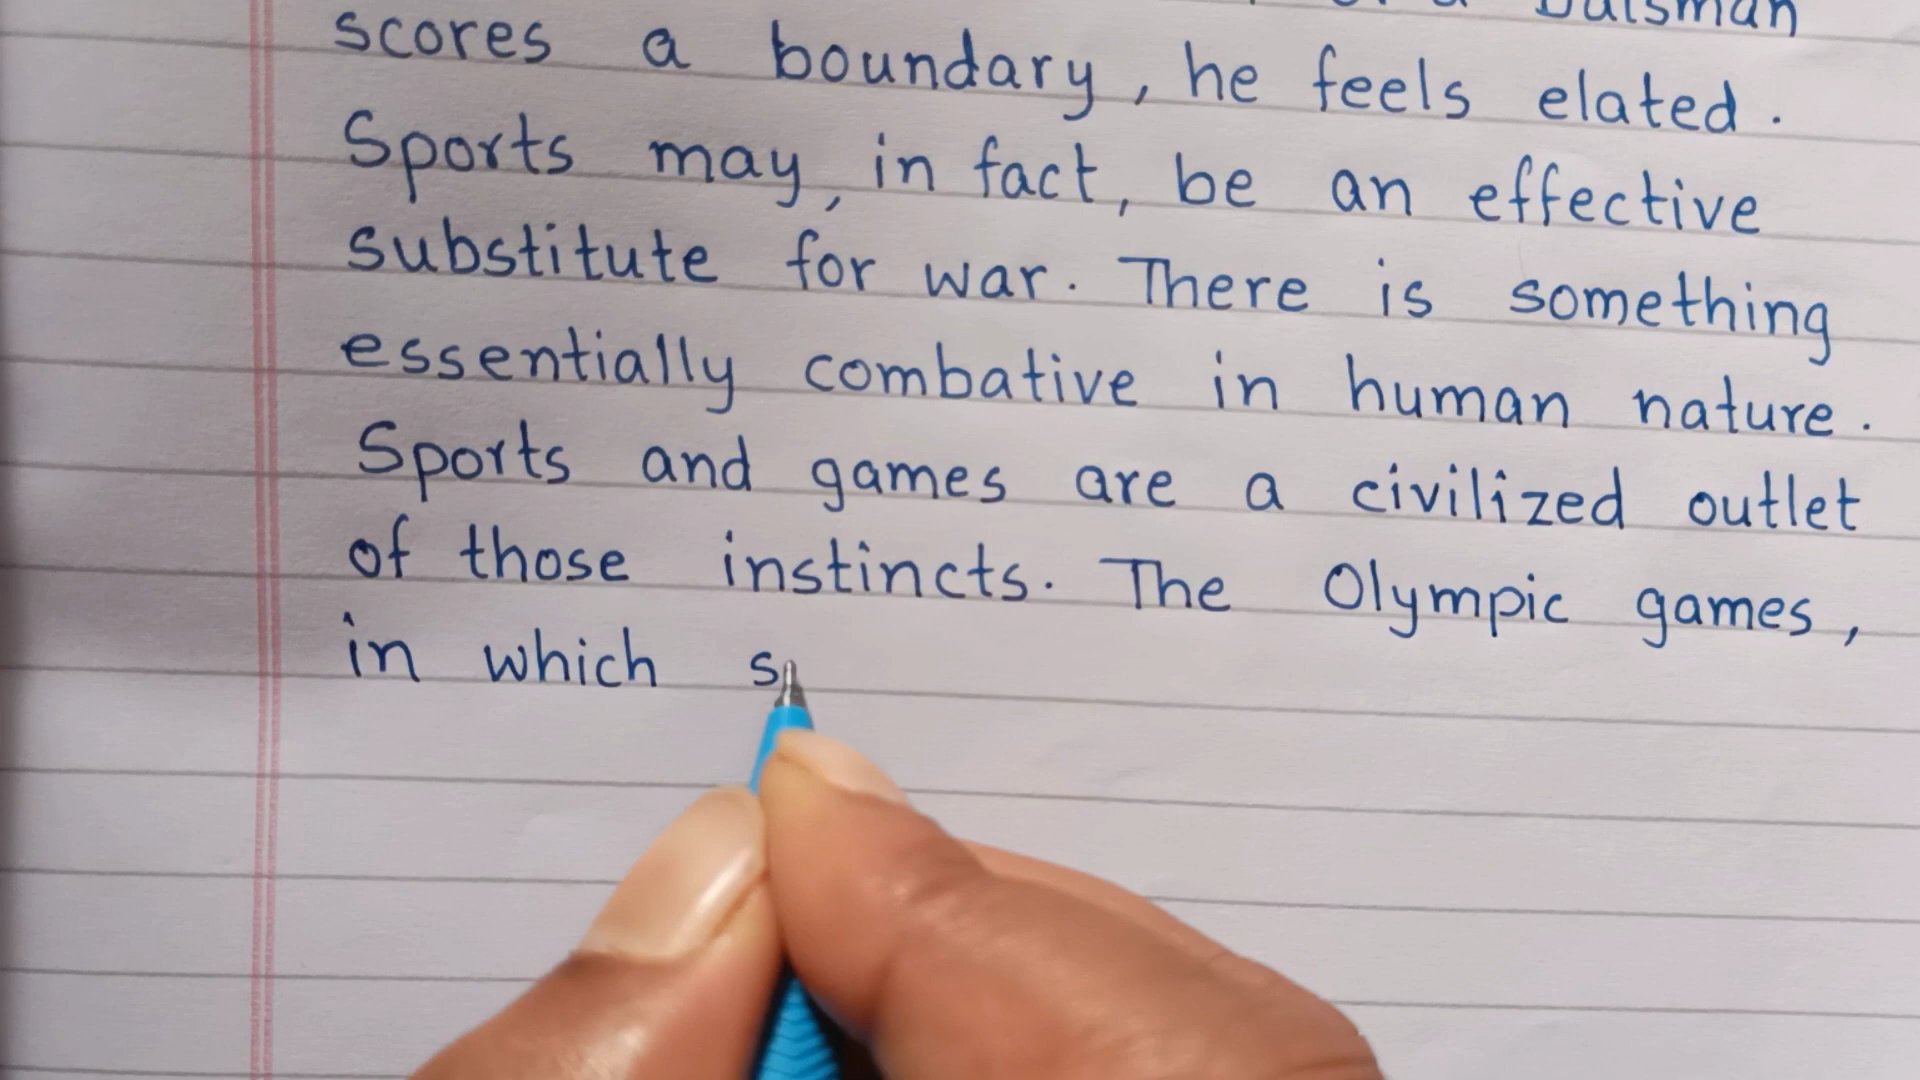 a batsman
scores a boundary, he feels elated.
Sports may, in fact, be an effective
substitute for war. There is something
essentially combative in human nature.
Sports and games are a civilized outlet
of those instincts. The Olympic games,
in which s